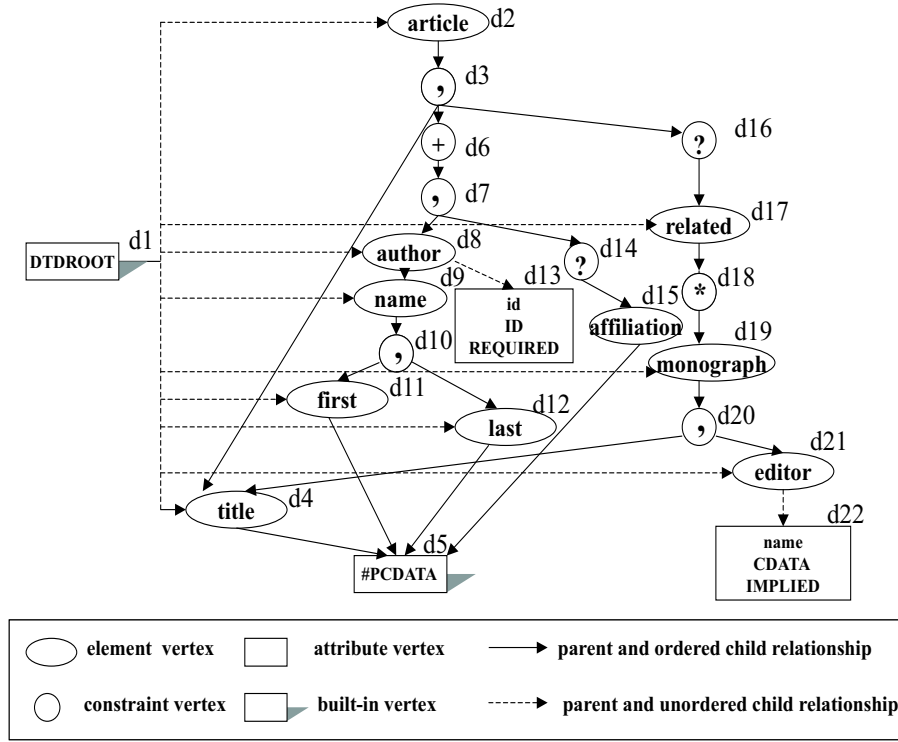 article d2
, d3
+ d6
? d16
, d7
related d17
d1
DTDROOT
author d8
? d14
d9
name
d13
id
ID
REQUIRED
d15
affiliation
* d18
, d10
d19
monograph
first d11
last d12
, d20
d21
editor
title d4
d5
#PCDATA
d22
name
CDATA
IMPLIED
element vertex attribute vertex parent and ordered child relationship
constraint vertex built-in vertex parent and unordered child relationship